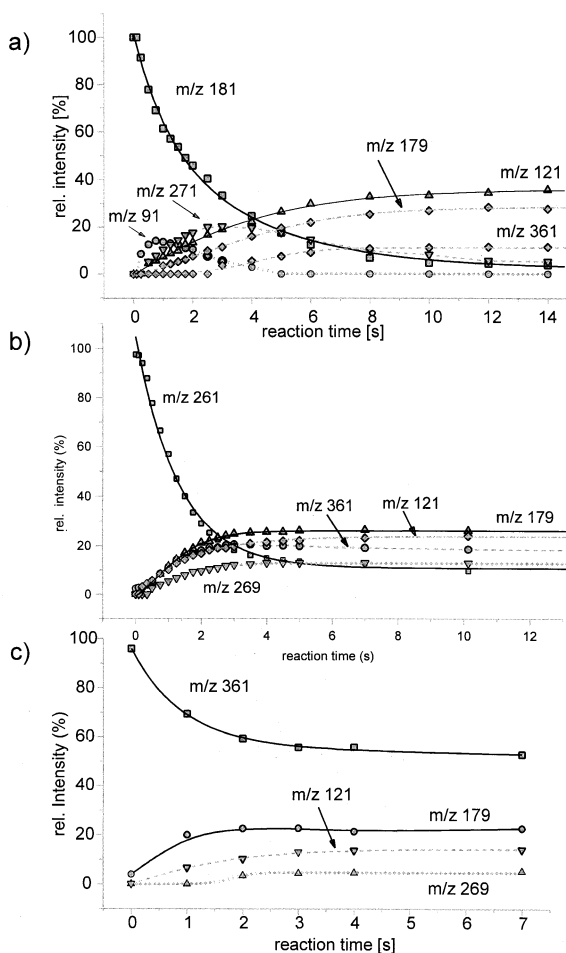 a)
100
80
60
40
20
0
rel. intensity [%]
m/z 181
m/z 179
m/z 121
m/z 271
m/z 91
m/z 361
0 2 4 6 8 10 12 14
reaction time [s]
b)
100
80
60
40
20
0
rel. intensity (%)
m/z 261
m/z 361
m/z 121
m/z 179
m/z 269
0 2 4 6 8 10 12
reaction time (s)
c)
100
80
60
40
20
0
rel. Intensity (%)
m/z 361
m/z 121
m/z 179
m/z 269
0 1 2 3 4 5 6 7
reaction time [s]